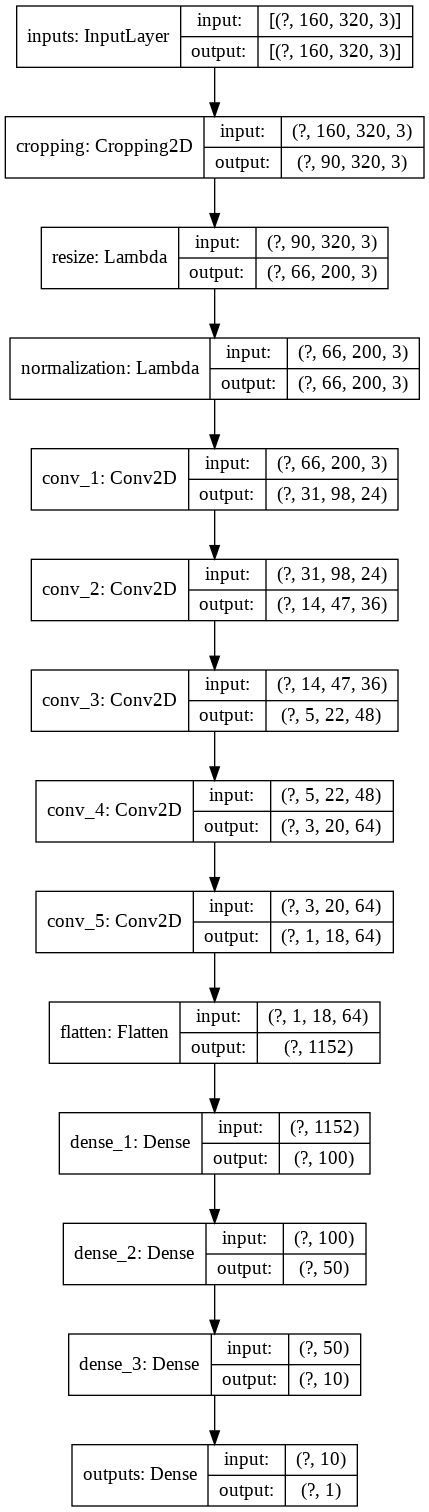 inputs: InputLayer
input: [(?, 160, 320, 3)]
output: [(?, 160, 320, 3)]
cropping: Cropping2D
input: (?, 160, 320, 3)
output: (?, 90, 320, 3)
resize: Lambda
input: (?, 90, 320, 3)
output: (?, 66, 200, 3)
normalization: Lambda
input: (?, 66, 200, 3)
output: (?, 66, 200, 3)
conv_1: Conv2D
input: (?, 66, 200, 3)
output: (?, 31, 98, 24)
conv_2: Conv2D
input: (?, 31, 98, 24)
output: (?, 14, 47, 36)
conv_3: Conv2D
input: (?, 14, 47, 36)
output: (?, 5, 22, 48)
conv_4: Conv2D
input: (?, 5, 22, 48)
output: (?, 3, 20, 64)
conv_5: Conv2D
input: (?, 3, 20, 64)
output: (?, 1, 18, 64)
flatten: Flatten
input: (?, 1, 18, 64)
output: (?, 1152)
dense_1: Dense
input: (?, 1152)
output: (?, 100)
dense_2: Dense
input: (?, 100)
output: (?, 50)
dense_3: Dense
input: (?, 50)
output: (?, 10)
outputs: Dense
input: (?, 10)
output: (?, 1)